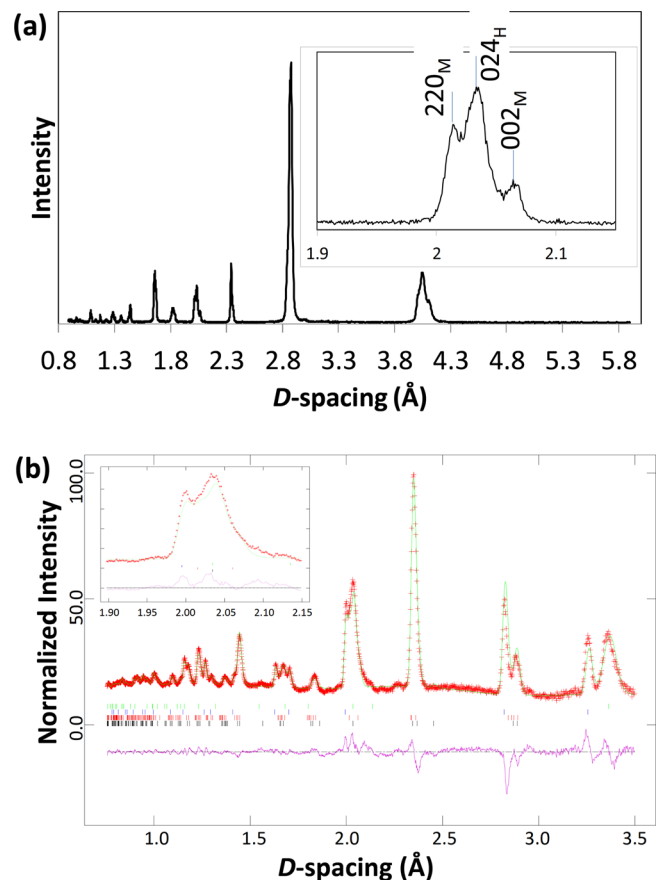 (a)
Intensity
220M
024H
002M
1.9
2
2.1
0.8 1.3 1.8 2.3 2.8 3.3 3.8 4.3 4.8 5.3 5.8
D-spacing (Å)
(b)
Normalized Intensity
100.0
50.0
0.0
1.90 1.95 2.00 2.05 2.10 2.15
1.0 1.5 2.0 2.5 3.0 3.5
D-spacing (Å)